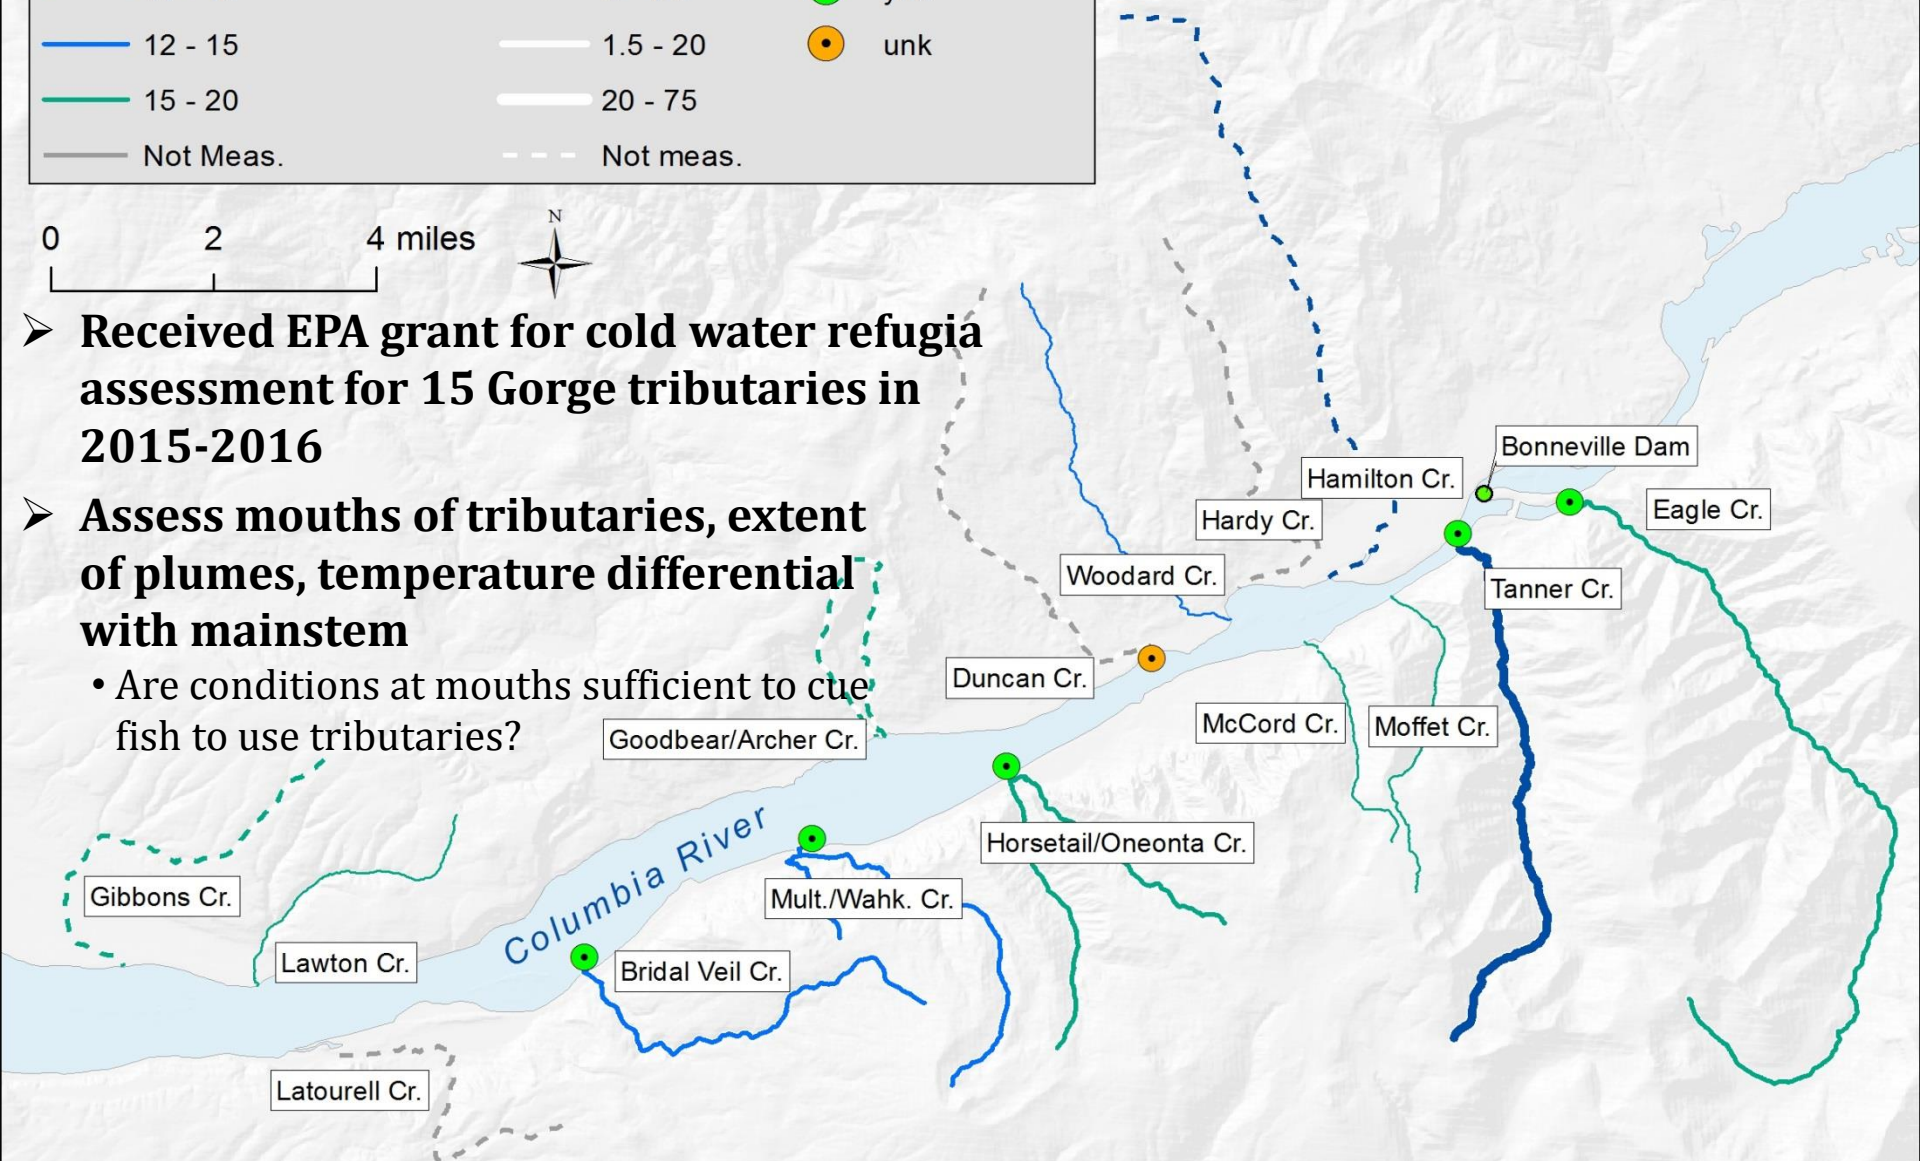 12 - 15
1.5 - 20
unk
15 - 20
20 - 75
Not Meas.
Not meas.
N
0 2 4 miles
➢ Received EPA grant for cold water refugia
assessment for 15 Gorge tributaries in
2015-2016
➢ Assess mouths of tributaries, extent
of plumes, temperature differential
with mainstem
• Are conditions at mouths sufficient to cue
fish to use tributaries?
Bonneville Dam
Hamilton Cr.
Eagle Cr.
Hardy Cr.
Woodard Cr.
Tanner Cr.
Duncan Cr.
McCord Cr.
Moffet Cr.
Goodbear/Archer Cr.
Horsetail/Oneonta Cr.
Columbia River
Gibbons Cr.
Mult./Wahk. Cr.
Lawton Cr.
Bridal Veil Cr.
Latourell Cr.